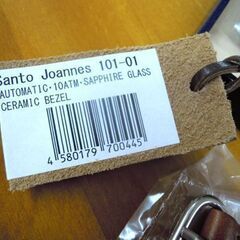 Santo Joannes 101-01
AUTOMATIC·10ATM·SAPPHIRE GLASS
CERAMIC BEZEL
4 580179 700445